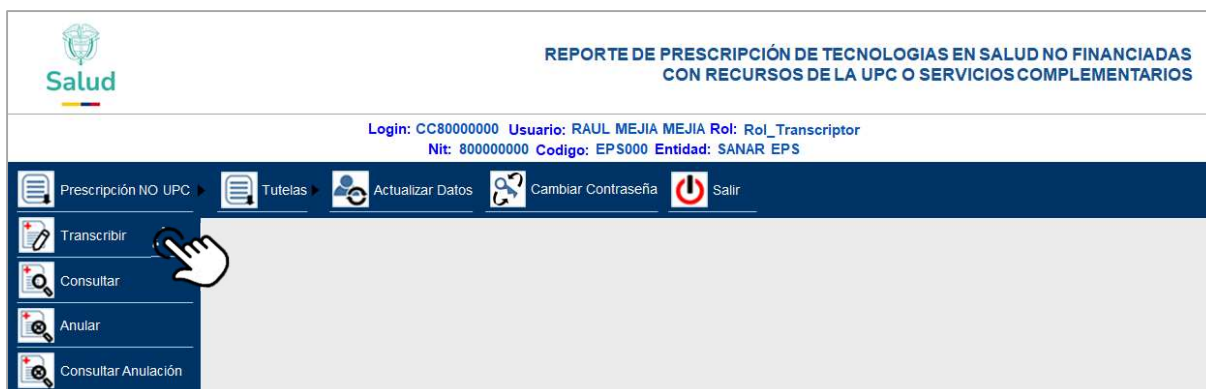 Salud
REPORTE DE PRESCRIPCIÓN DE TECNOLOGIAS EN SALUD NO FINANCIADAS
CON RECURSOS DE LA UPC O SERVICIOS COMPLEMENTARIOS
Login: CC80000000 Usuario: RAUL MEJIA MEJIA Rol: Rol_Transcriptor
Nit: 800000000 Codigo: EPS000 Entidad: SANAR EPS
Prescripción NO UPC Tutelas Actualizar Datos Cambiar Contraseña Salir
Transcribir
Consultar
Anular
Consultar Anulación